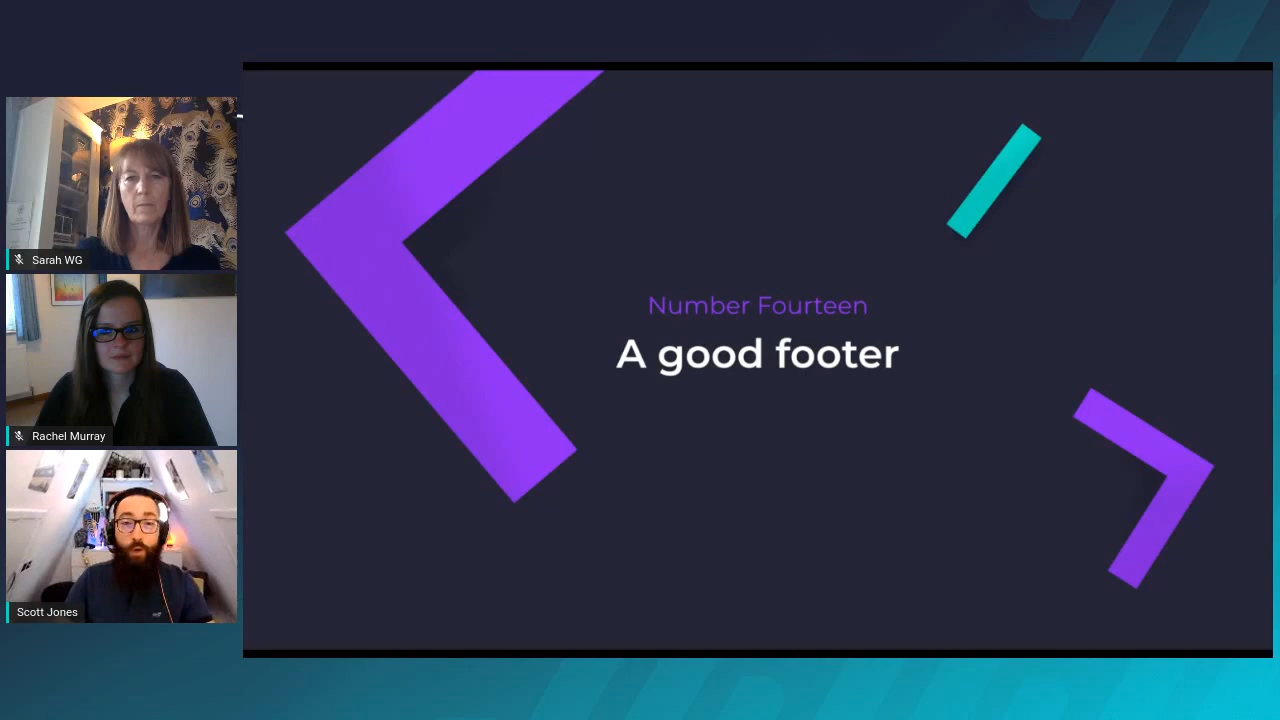 Sarah WG
Rachel Murray
Scott Jones
Number Fourteen
A good footer